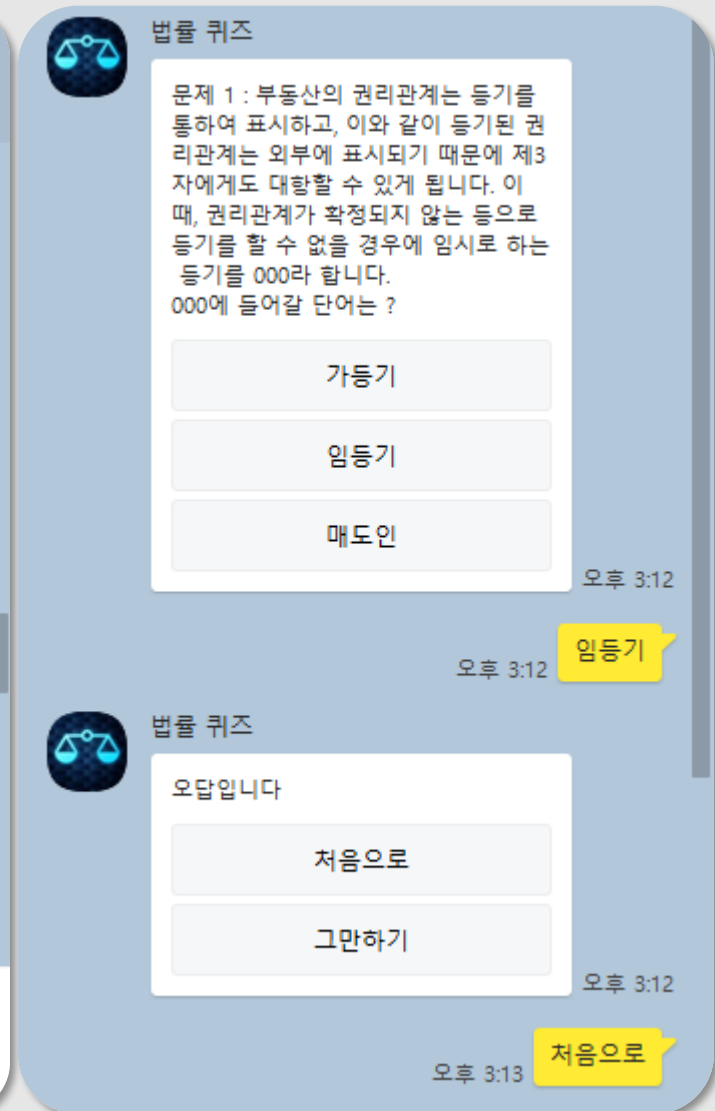 법률 퀴즈
문제 1 : 부동산의 권리관계는 등기를
통하여 표시하고, 이와 같이 등기된 권
리관계는 외부에 표시되기 때문에 제3
자에게도 대항할 수 있게 됩니다. 이
때, 권리관계가 확정되지 않는 등으로
등기를 할 수 없을 경우에 임시로 하는
등기를 000라 합니다.
000에 들어갈 단어는 ?
가등기
임등기
매도인
오후 3:12
임등기
오후 3:12
법률 퀴즈
오답입니다
처음으로
그만하기
오후 3:12
처음으로
오후 3:13